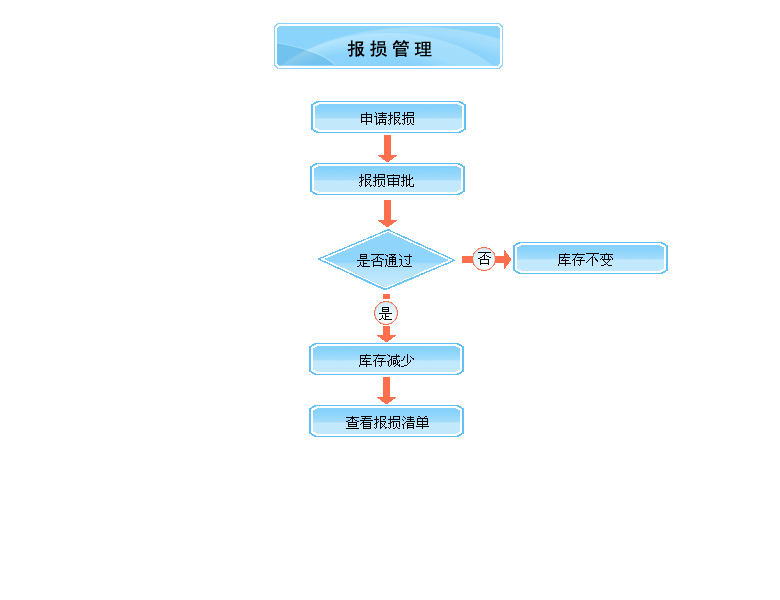 报损管理
申请报损
报损审批
是否通过
否
库存不变
是
库存减少
查看报损清单